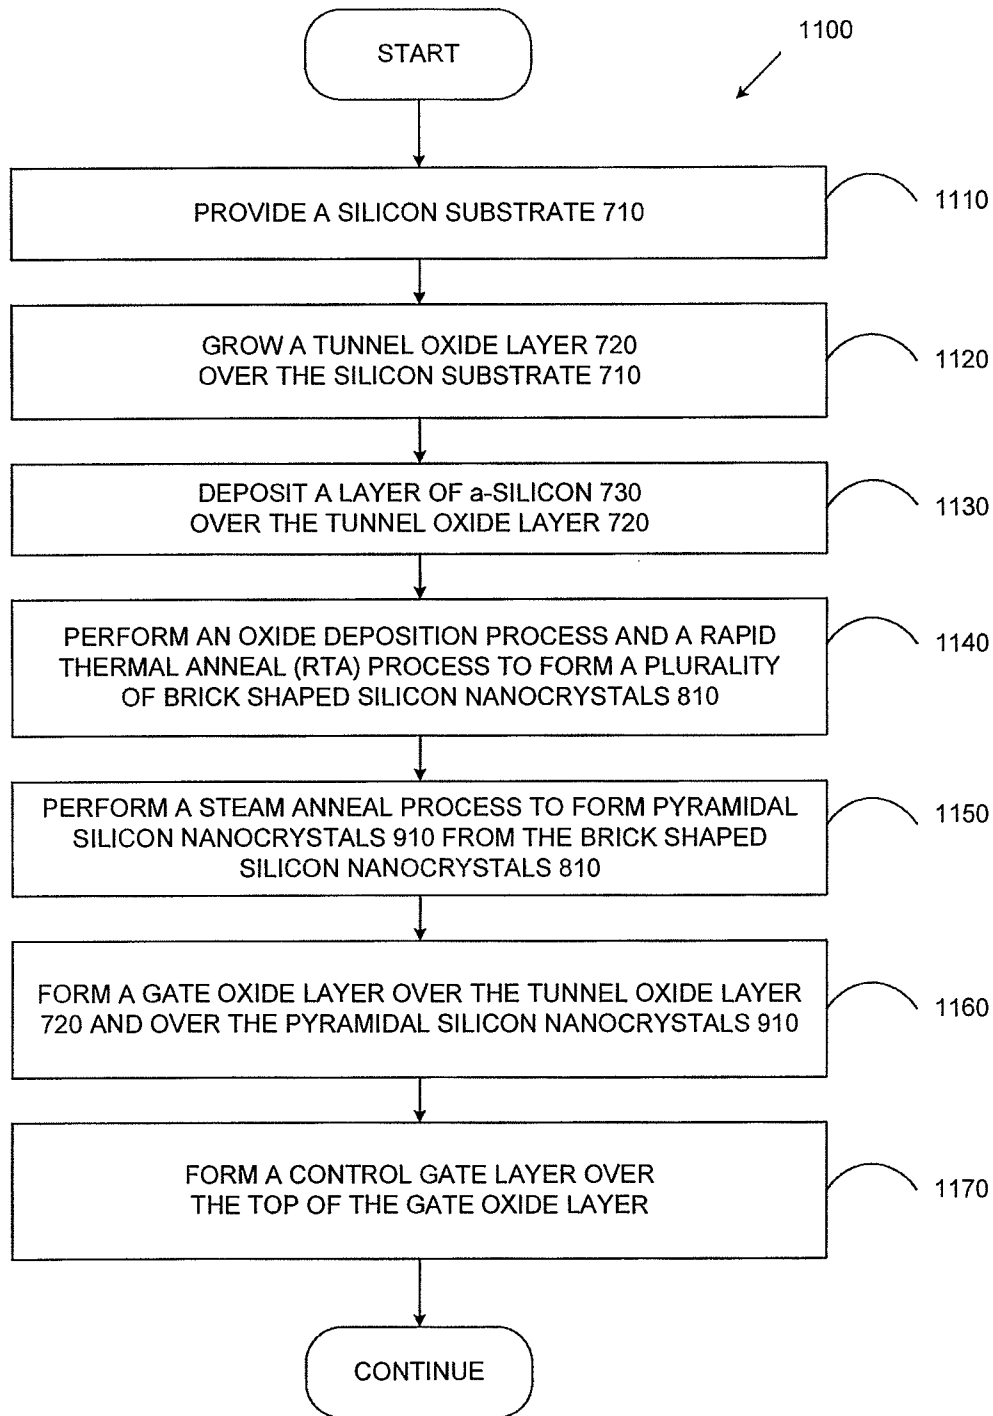 START
1100
PROVIDE A SILICON SUBSTRATE 710
1110
GROW A TUNNEL OXIDE LAYER 720
OVER THE SILICON SUBSTRATE 710
1120
DEPOSIT A LAYER OF a-SILICON 730
OVER THE TUNNEL OXIDE LAYER 720
1130
PERFORM AN OXIDE DEPOSITION PROCESS AND A RAPID
THERMAL ANNEAL (RTA) PROCESS TO FORM A PLURALITY
OF BRICK SHAPED SILICON NANOCRYSTALS 810
1140
PERFORM A STEAM ANNEAL PROCESS TO FORM PYRAMIDAL
SILICON NANOCRYSTALS 910 FROM THE BRICK SHAPED
SILICON NANOCRYSTALS 810
1150
FORM A GATE OXIDE LAYER OVER THE TUNNEL OXIDE LAYER
720 AND OVER THE PYRAMIDAL SILICON NANOCRYSTALS 910
1160
FORM A CONTROL GATE LAYER OVER
THE TOP OF THE GATE OXIDE LAYER
1170
CONTINUE